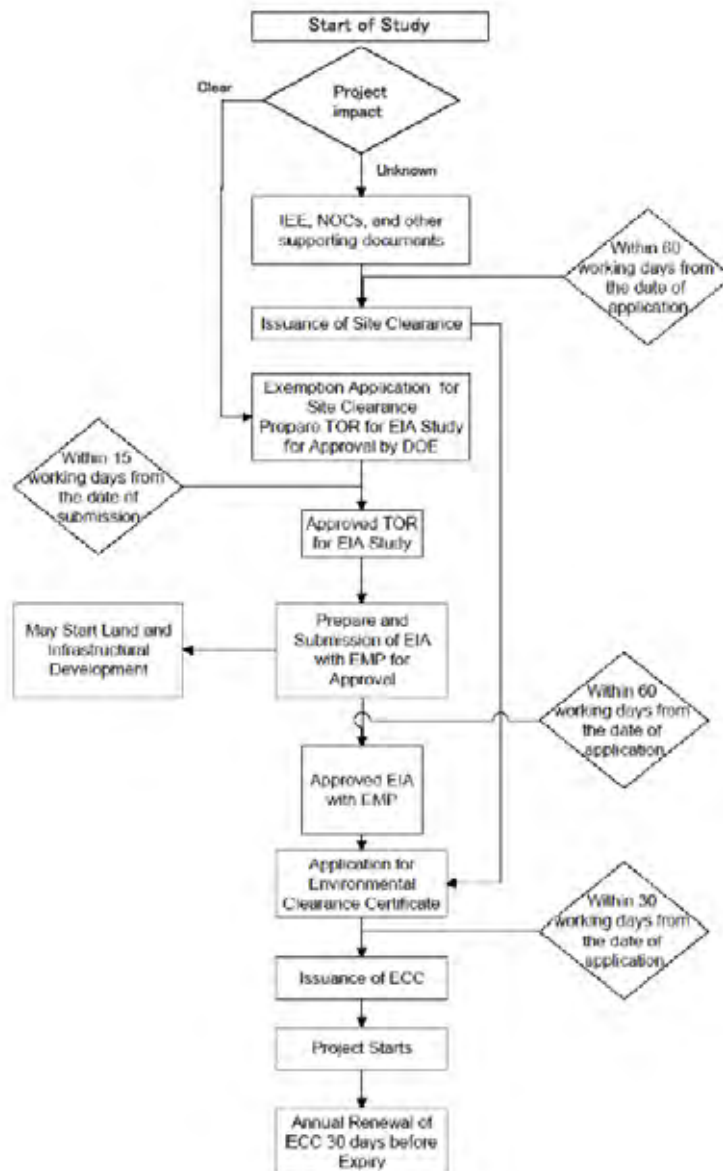 Start of Study
Clear
Project
impact
Unknown
IEE, NOCs, and other
supporting documents
Within 60
working days from
the date of
application
Issuance of Site Clearance
Exemption Application for
Site Clearance
Prepare TOR for EIA Study
for Approval by DOE
Within 15
working days from
the date of
submission
Approved TOR
for EIA Study
May Start Land and
Infrastructural
Development
Prepare and
Submission of EIA
with EMP for
Approval
Within 60
working days from
the date of
application
Approved EIA
with EMP
Application for
Environmental
Clearance Certificate
Within 30
working days from
the date of
application
Issuance of ECC
Project Starts
Annual Renewal of
ECC 30 days before
Expiry